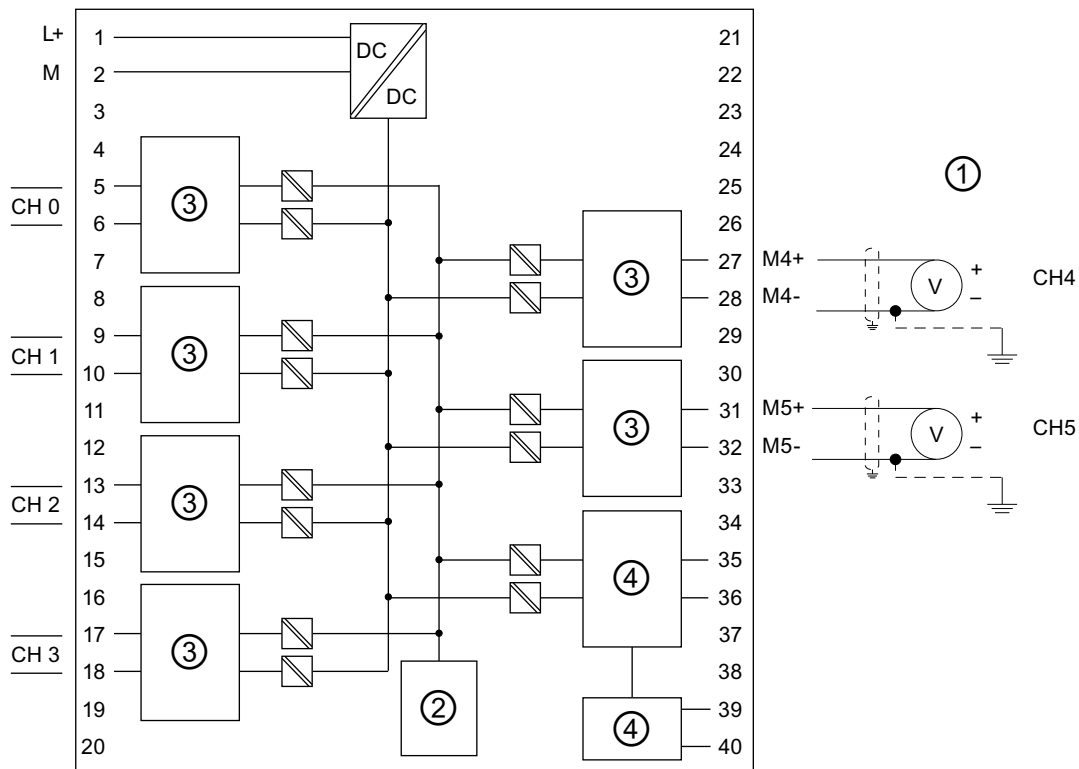 L+ 1 DC 21
M 2 22
3 DC 23
4 24
①
5 ③ 25
CH 0
6 26
7 ③ 27 M4+ V + CH4
8 28 M4- −
9 29
CH 1 ③
10 30
11 ③ 31 M5+ V + CH5
12 32 M5- −
13 33
CH 2 ③
14 34
15 ④ 35
16 36
17 ③ 37
CH 3
18 38
19 ② ④ 39
20 40